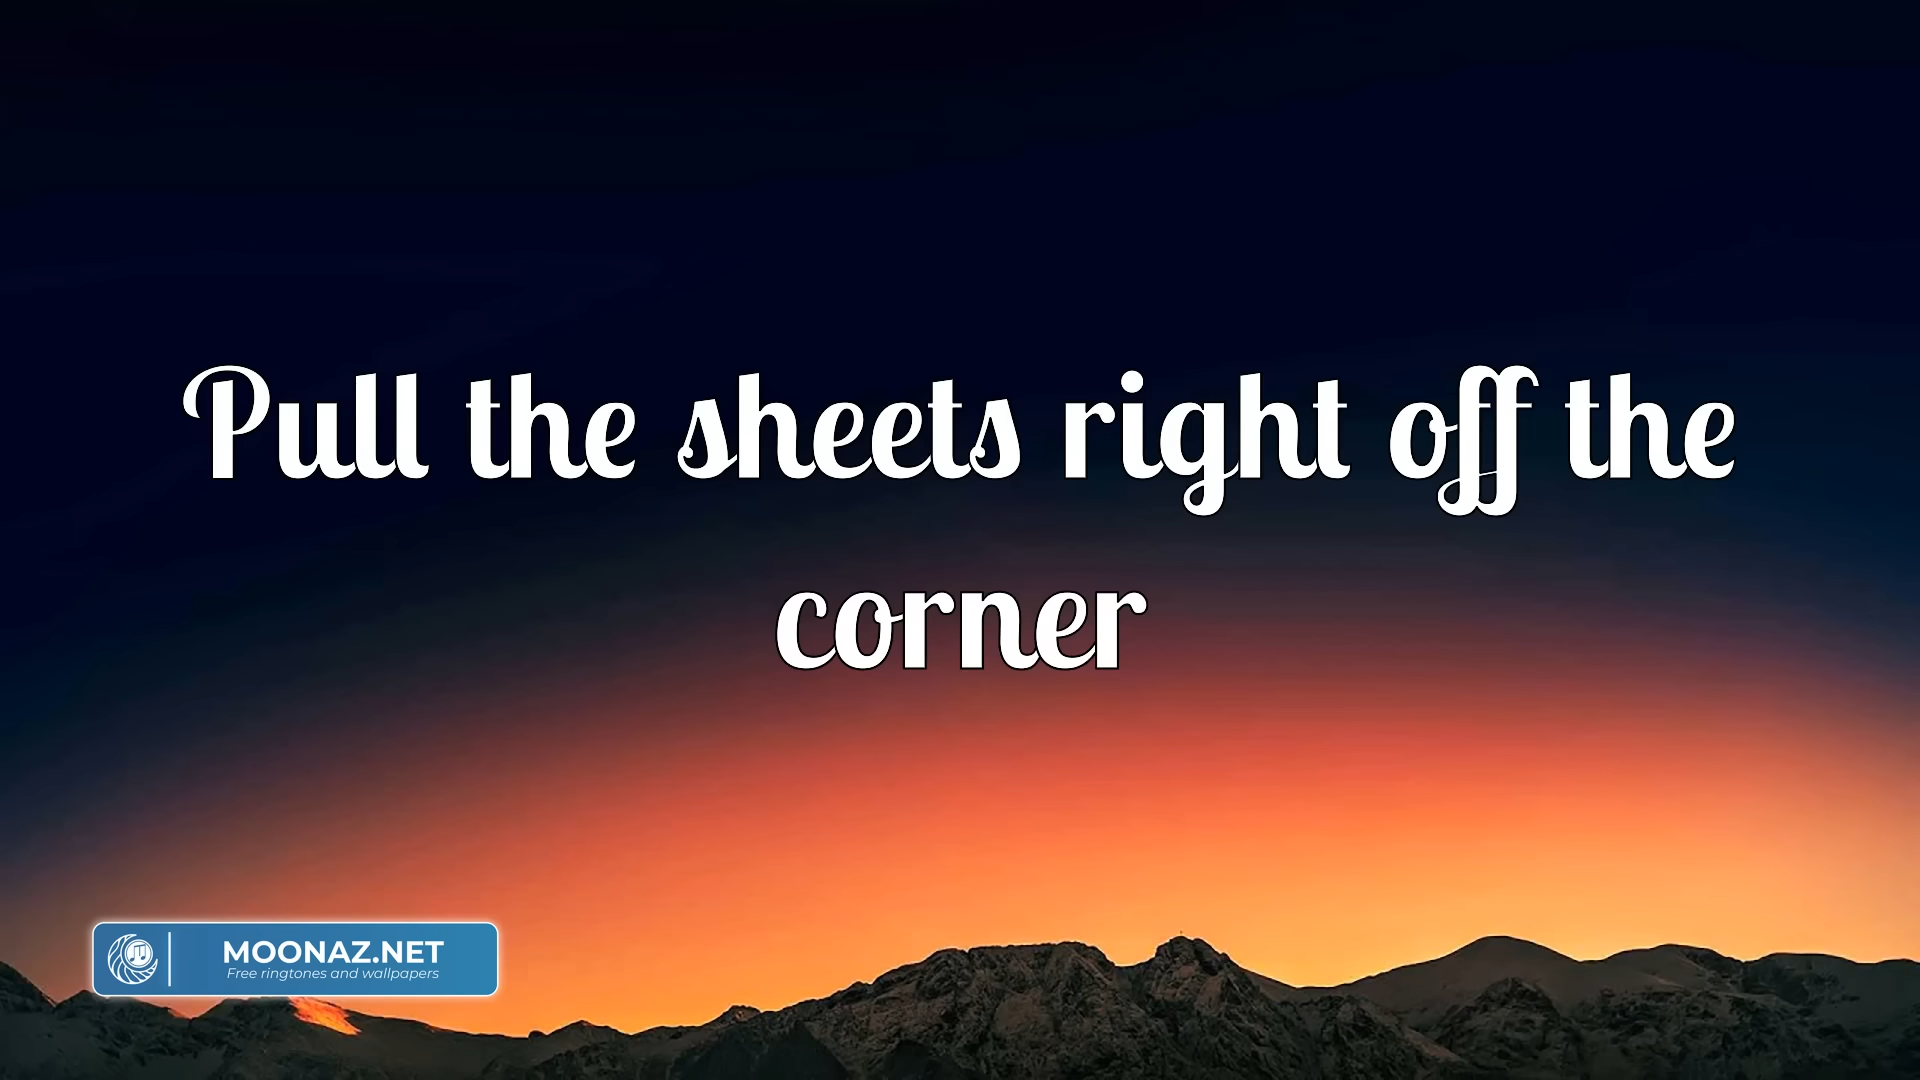 Pull the sheets right off the
corner
MOONAZ.NET
Free ringtones and wallpapers